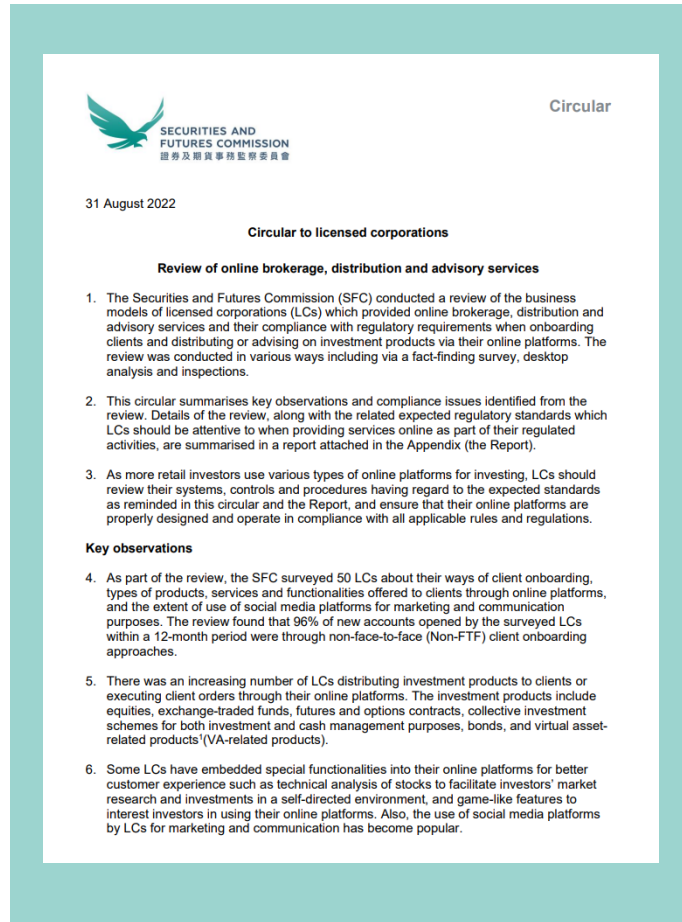 Circular
SECURITIES AND
FUTURES COMMISSION
證券及期貨事務監察委員會
31 August 2022
Circular to licensed corporations
Review of online brokerage, distribution and advisory services
1. The Securities and Futures Commission (SFC) conducted a review of the business
models of licensed corporations (LCs) which provided online brokerage, distribution and
advisory services and their compliance with regulatory requirements when onboarding
clients and distributing or advising on investment products via their online platforms. The
review was conducted in various ways including via a fact-finding survey, desktop
analysis and inspections.
2. This circular summarises key observations and compliance issues identified from the
review. Details of the review, along with the related expected regulatory standards which
LCs should be attentive to when providing services online as part of their regulated
activities, are summarised in a report attached in the Appendix (the Report).
3. As more retail investors use various types of online platforms for investing, LCs should
review their systems, controls and procedures having regard to the expected standards
as reminded in this circular and the Report, and ensure that their online platforms are
properly designed and operate in compliance with all applicable rules and regulations.
Key observations
4. As part of the review, the SFC surveyed 50 LCs about their ways of client onboarding,
types of products, services and functionalities offered to clients through online platforms,
and the extent of use of social media platforms for marketing and communication
purposes. The review found that 96% of new accounts opened by the surveyed LCs
within a 12-month period were through non-face-to-face (Non-FTF) client onboarding
approaches.
5. There was an increasing number of LCs distributing investment products to clients or
executing client orders through their online platforms. The investment products include
equities, exchange-traded funds, futures and options contracts, collective investment
schemes for both investment and cash management purposes, bonds, and virtual asset-
related products¹(VA-related products).
6. Some LCs have embedded special functionalities into their online platforms for better
customer experience such as technical analysis of stocks to facilitate investors' market
research and investments in a self-directed environment, and game-like features to
interest investors in using their online platforms. Also, the use of social media platforms
by LCs for marketing and communication has become popular.